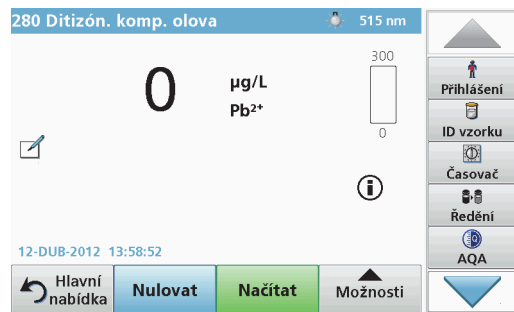 280 Ditizón. komp. olova
515 nm
0
µg/L
Pb²⁺
300
0
12-DUB-2012 13:58:52
Hlavní
nabídka
Nulovat
Načítat
Možnosti
Přihlášení
ID vzorku
Časovač
Ředění
AQA